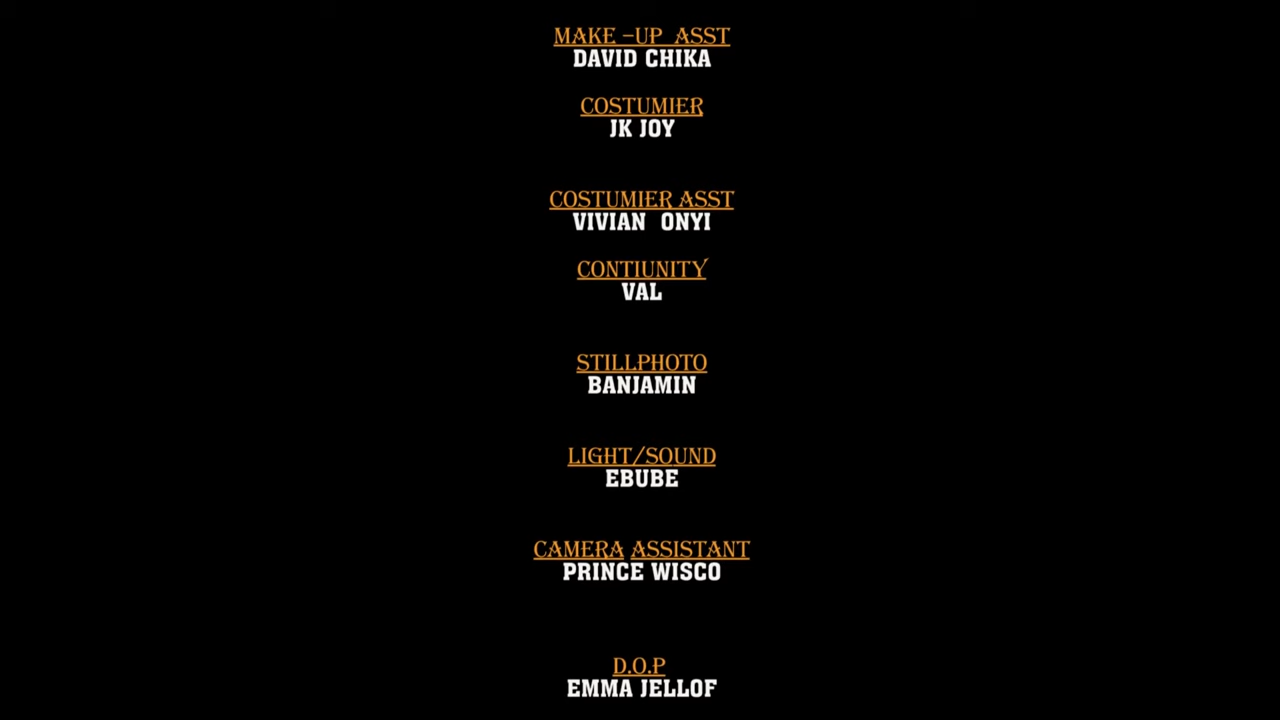 MAKE –UP ASST
DAVID CHIKA
COSTUMIER
JK JOY
COSTUMIER ASST
VIVIAN ONYI
CONTIUNITY
VAL
STILLPHOTO
BANJAMIN
LIGHT/SOUND
EBUBE
CAMERA ASSISTANT
PRINCE WISCO
D.O.P
EMMA JELLOF